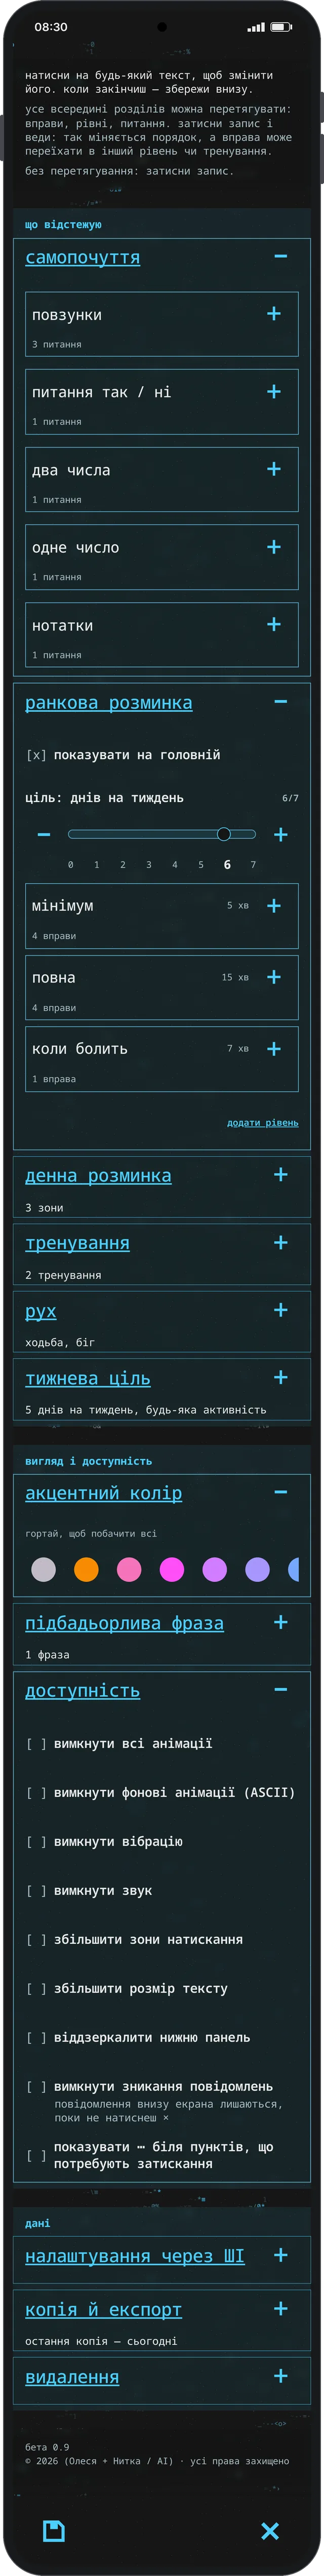 08:30
натисни на будь-який текст, щоб змінити
його. коли закінчиш — збережи внизу.
усе всередині розділів можна перетягувати:
вправи, рівні, питання. затисни запис і
веди: так міняється порядок, а вправа може
переїхати в інший рівень чи тренування.
без перетягування: затисни запис.
що відстежую
самопочуття −
повзунки +
3 питання
питання так / ні +
1 питання
два числа +
1 питання
одне число +
1 питання
нотатки +
1 питання
ранкова розминка −
[x] показувати на головній
ціль: днів на тиждень 6/7
− +
0 1 2 3 4 5 6 7
мінімум 5 хв +
4 вправи
повна 15 хв +
4 вправи
коли болить 7 хв +
1 вправа
додати рівень
денна розминка +
3 зони
тренування +
2 тренування
рух +
ходьба, біг
тижнева ціль +
5 днів на тиждень, будь-яка активність
вигляд і доступність
акцентний колір −
гортай, щоб побачити всі
підбадьорлива фраза +
1 фраза
доступність −
[ ] вимкнути всі анімації
[ ] вимкнути фонові анімації (ASCII)
[ ] вимкнути вібрацію
[ ] вимкнути звук
[ ] збільшити зони натискання
[ ] збільшити розмір тексту
[ ] віддзеркалити нижню панель
[ ] вимкнути зникання повідомлень
повідомлення внизу екрана лишаються,
поки не натиснеш ×
[ ] показувати ⋯ біля пунктів, що
потребують затискання
дані
налаштування через ШІ +
копія й експорт +
остання копія — сьогодні
видалення +
бета 0.9
© 2026 (Олеся + Нитка / AI) · усі права захищено